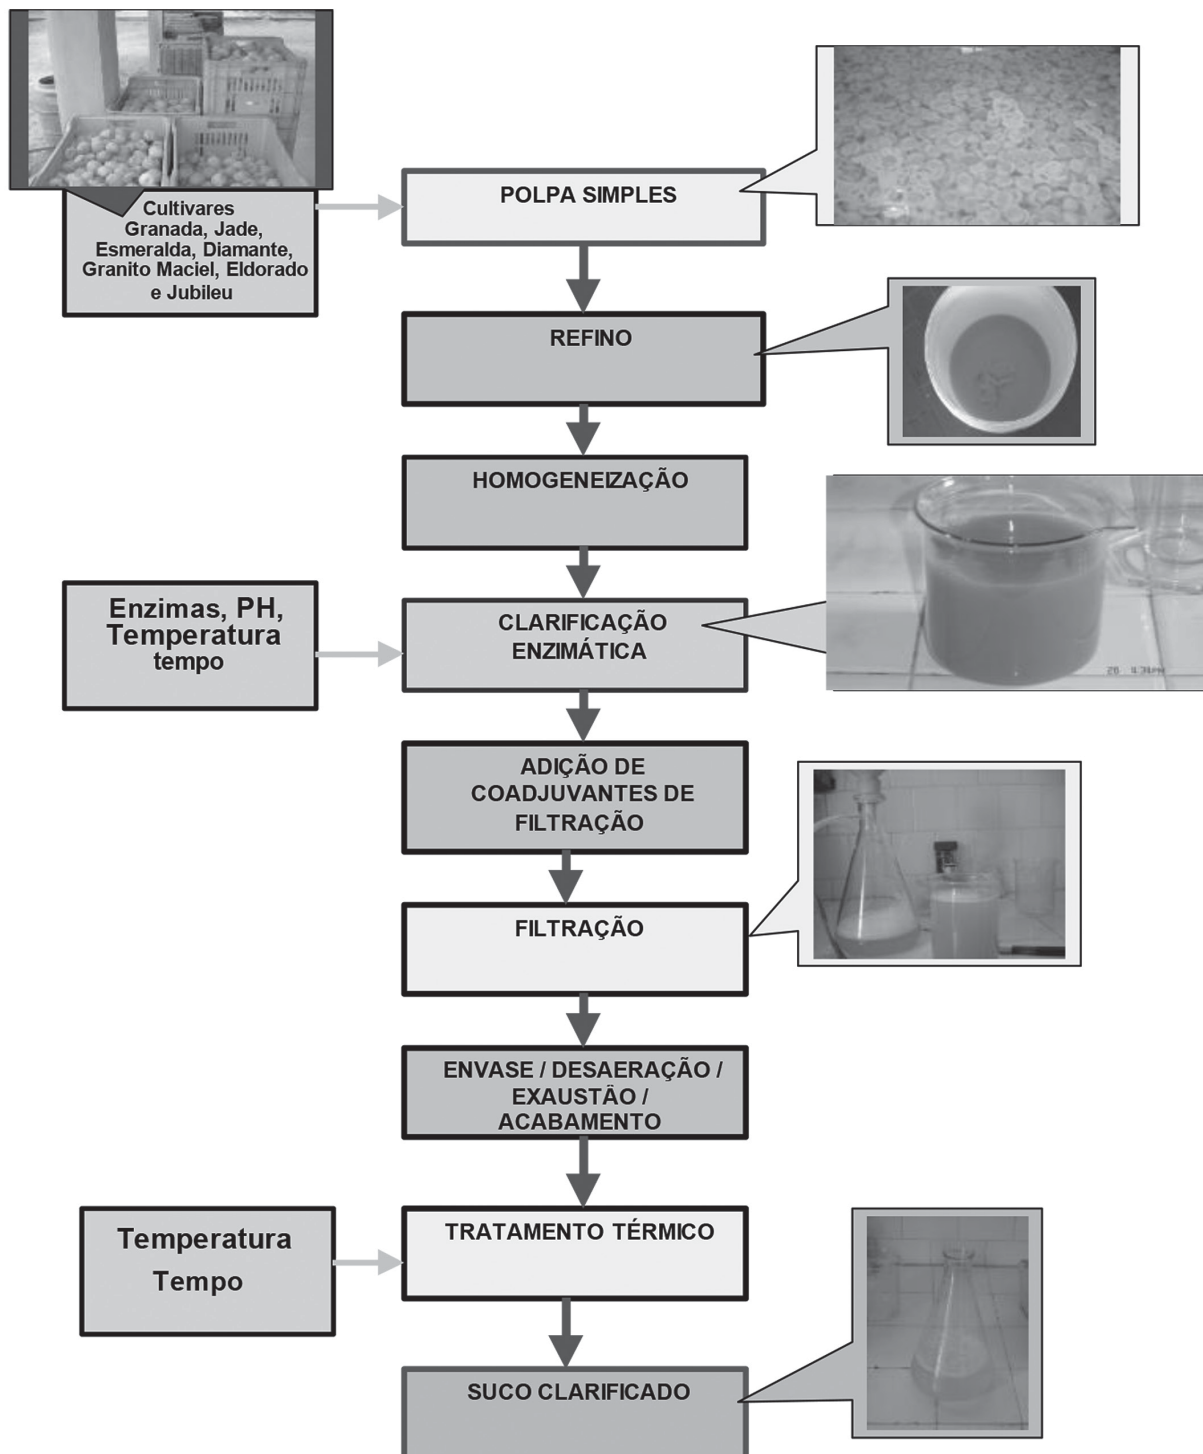 POLPA SIMPLES
Cultivares
Granada, Jade,
Esmeralda, Diamante,
Granito Maciel, Eldorado
e Jubileu
REFINO
HOMOGENEIZAÇÃO
Enzimas, PH,
Temperatura
tempo
CLARIFICAÇÃO
ENZIMÁTICA
ADIÇÃO DE
COADJUVANTES DE
FILTRAÇÃO
FILTRAÇÃO
ENVASE / DESAERAÇÃO /
EXAUSTÃO /
ACABAMENTO
Temperatura
Tempo
TRATAMENTO TÉRMICO
SUCO CLARIFICADO